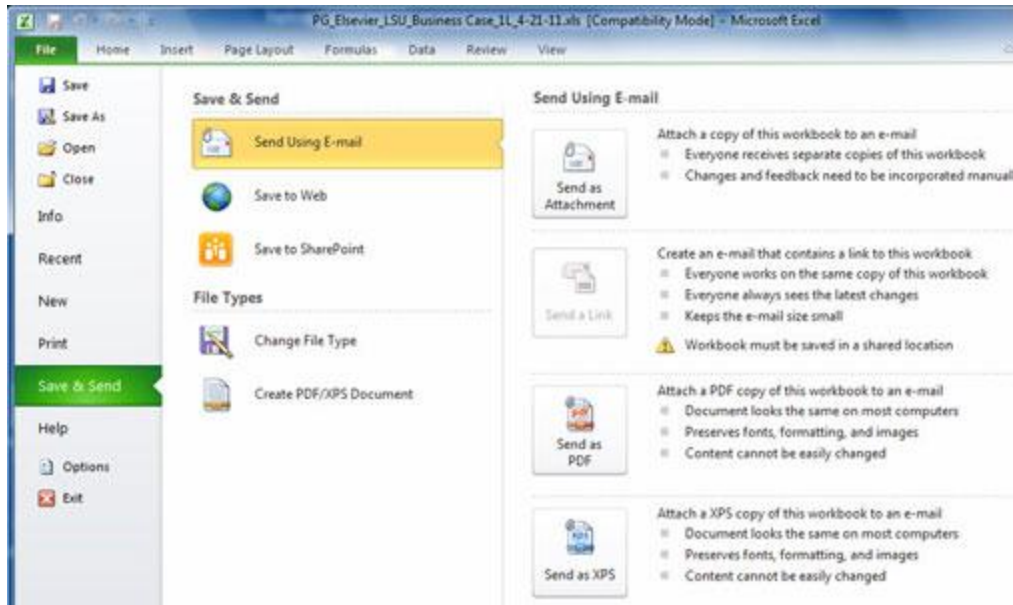 PG_Elsevier_LSU_Business Case_1L_4-21-11.xls [Compatibility Mode] - Microsoft Excel
File Home Insert Page Layout Formulas Data Review View
Save
Save As
Open
Close
Info
Recent
New
Print
Save & Send
Help
Options
Exit
Save & Send
Send Using E-mail
Save to Web
Save to SharePoint
File Types
Change File Type
Create PDF/XPS Document
Send Using E-mail
Send as
Attachment
Attach a copy of this workbook to an e-mail
Everyone receives separate copies of this workbook
Changes and feedback need to be incorporated manual
Send a Link
Create an e-mail that contains a link to this workbook
Everyone works on the same copy of this workbook
Everyone always sees the latest changes
Keeps the e-mail size small
Workbook must be saved in a shared location
Send as
PDF
Attach a PDF copy of this workbook to an e-mail
Document looks the same on most computers
Preserves fonts, formatting, and images
Content cannot be easily changed
Send as XPS
Attach a XPS copy of this workbook to an e-mail
Document looks the same on most computers
Preserves fonts, formatting, and images
Content cannot be easily changed